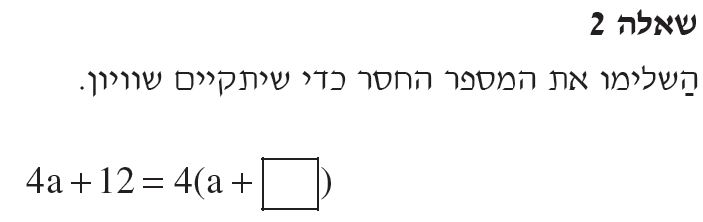 שאלה 2
הַשלימו את המספר החסר כדי שיתקיים שוויון.
4a + 12 = 4(a + □)